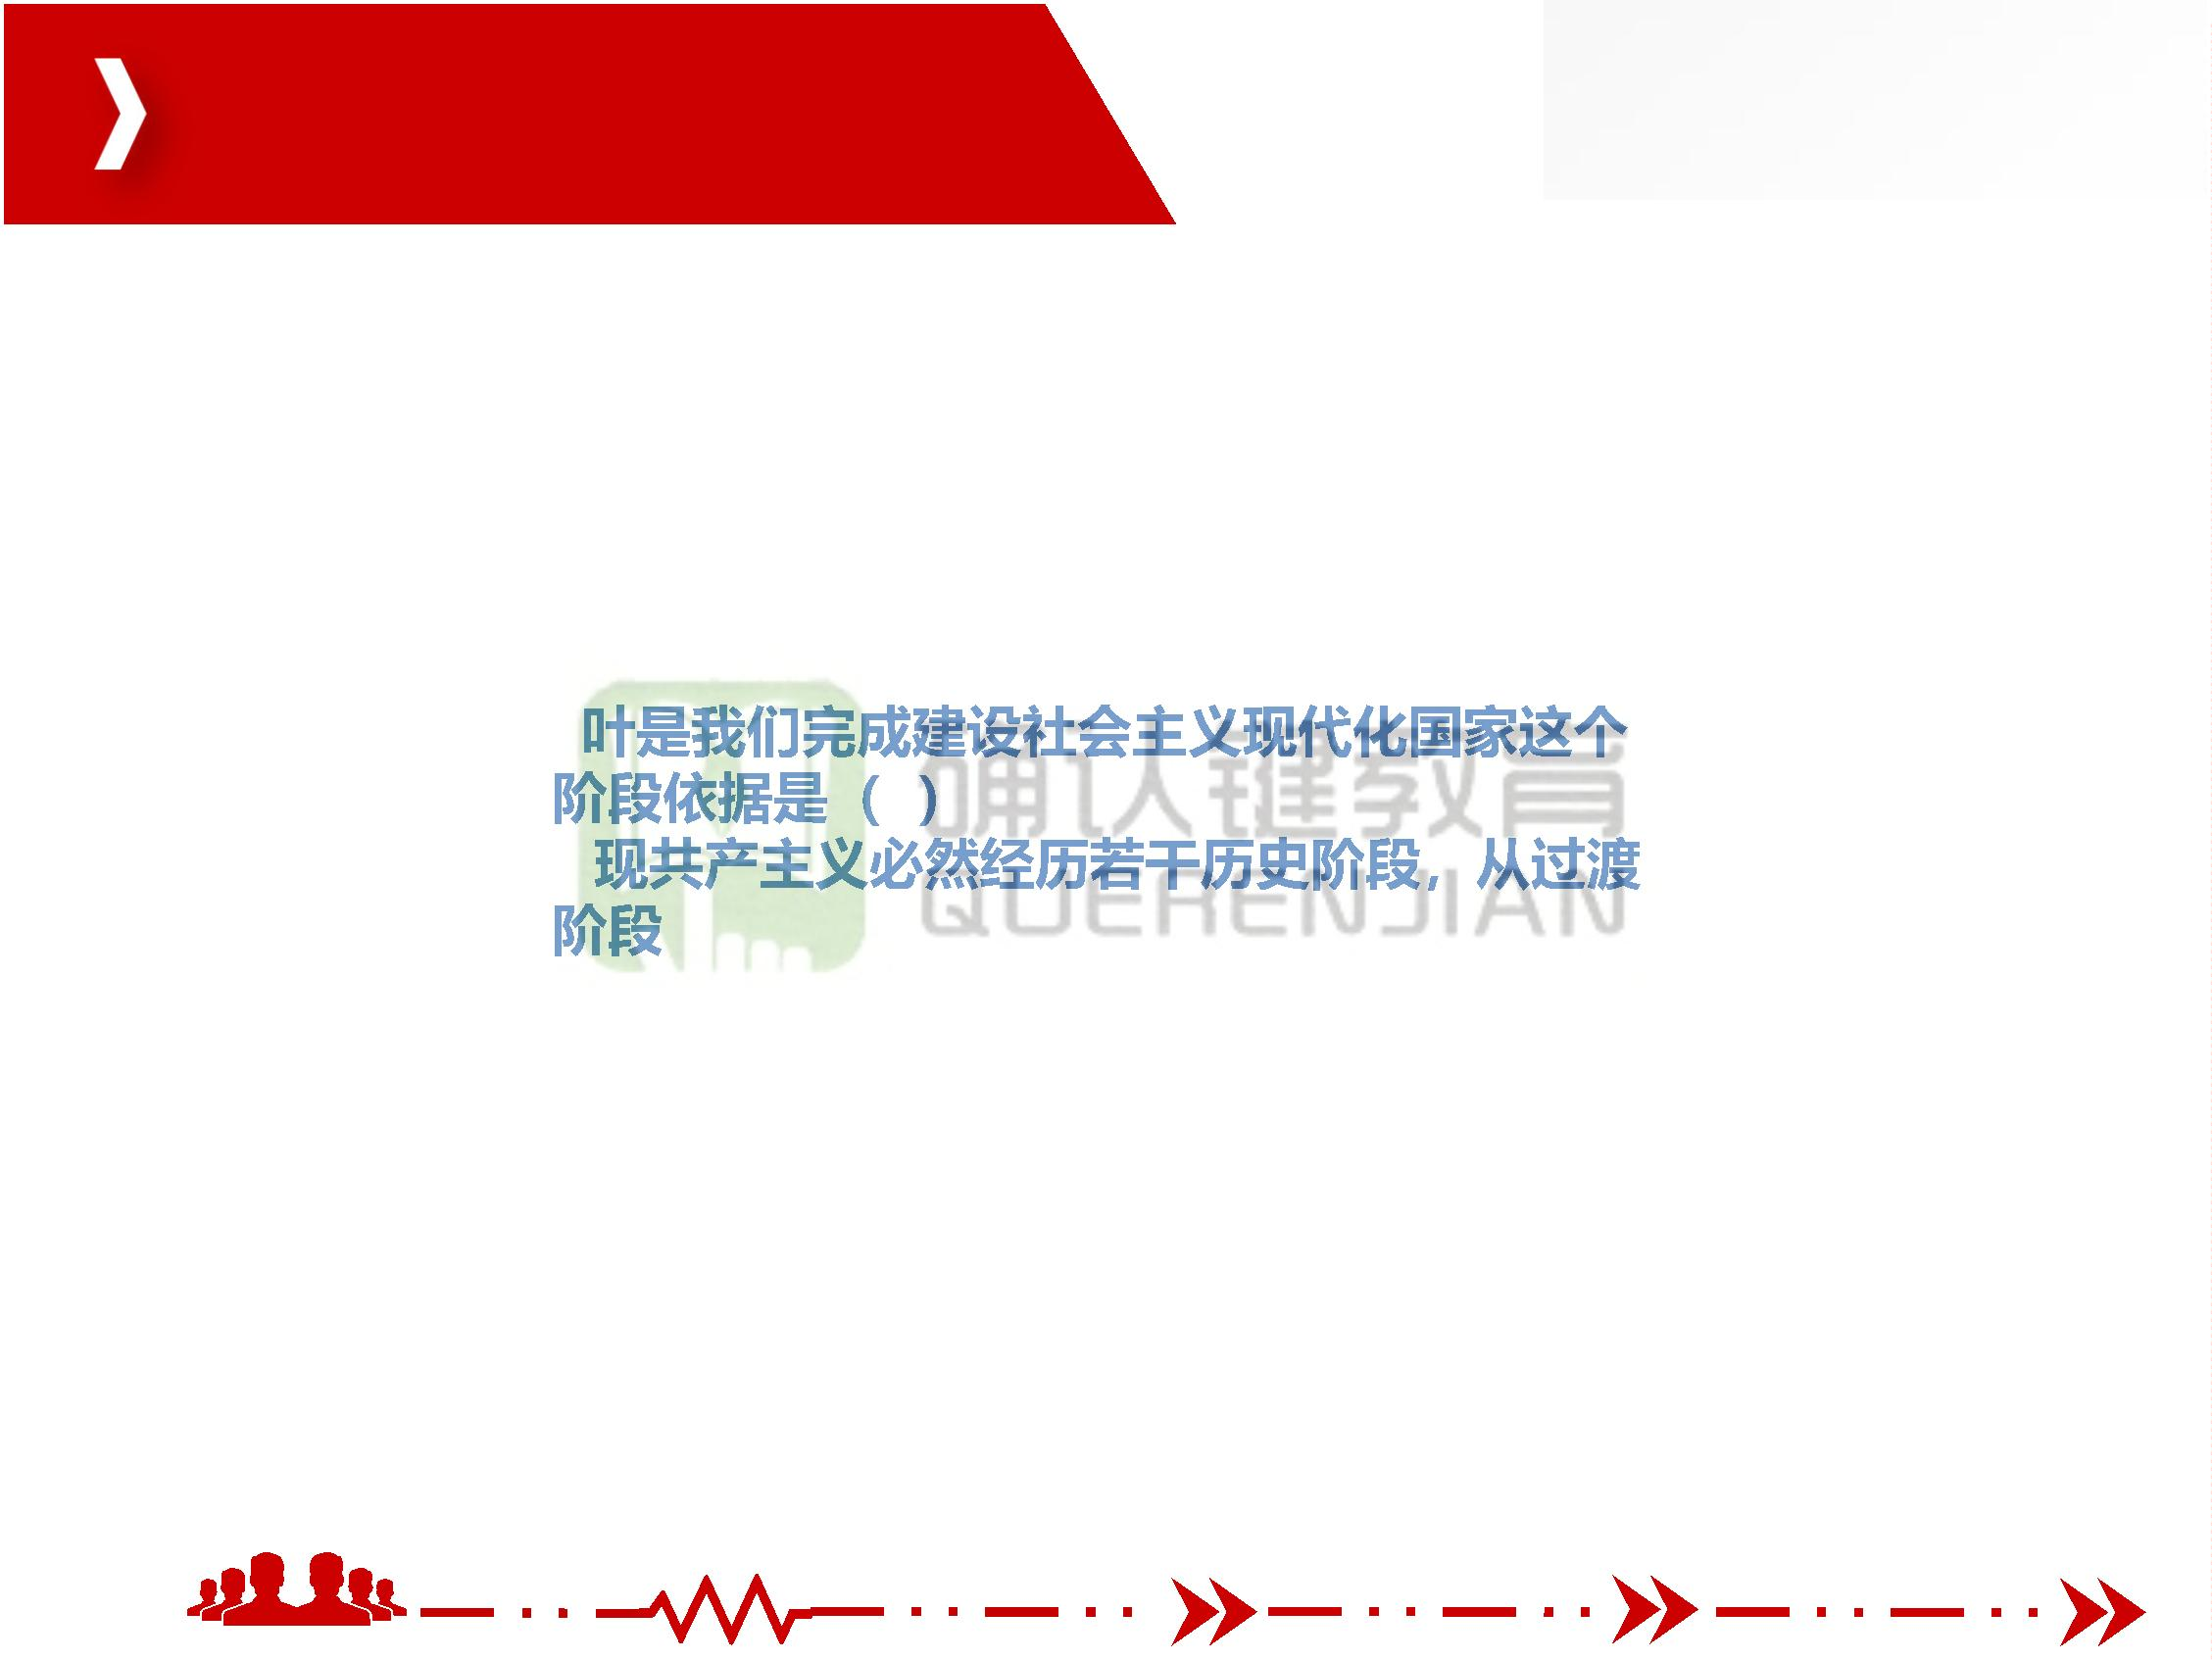 叶是我们完成建设社会主义现代化国家这个
阶段依据是（ ）
现共产主义必然经历若干历史阶段，从过渡
阶段
确认键教育
QUERENJIAN